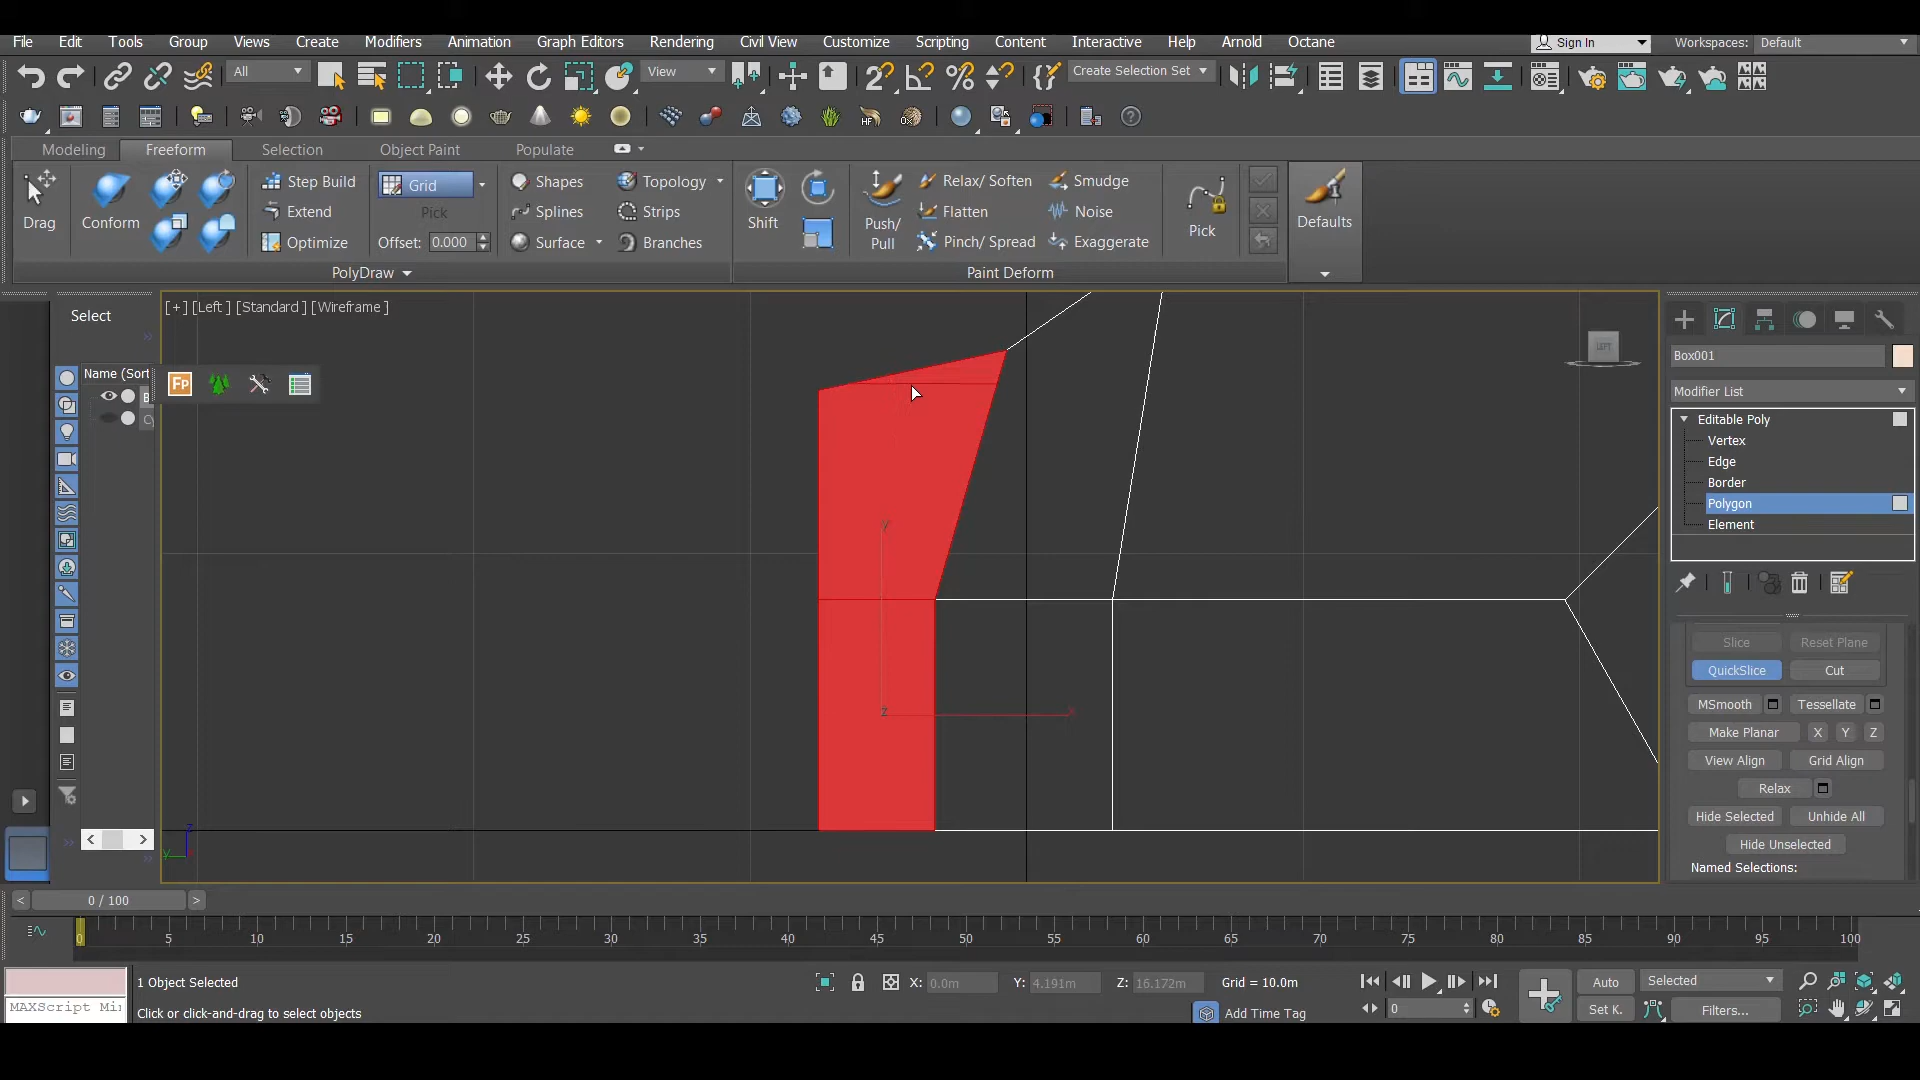 File Edit Tools Group Views Create Modifiers Animation Graph Editors Rendering Civil View Customize Scripting Content Interactive Help Arnold Octane Sign In Workspaces: Default
All View Create Selection Set
HF
Modeling Freeform Selection Object Paint Populate
Step Build Grid Shapes Topology Relax/Soften Smudge
Drag Conform Extend Pick Splines Strips Shift Push/ Pull Flatten Noise Pick Defaults
Optimize Offset: 0.000 Surface Branches Pinch/Spread Exaggerate
PolyDraw Paint Deform
[+] [Left ] [Standard ] [Wireframe ]
Select
LEFT
Box001
Name (Sort
Fp
Modifier List
Editable Poly
Vertex
Edge
Border
Polygon
Element
y
z
x
z
y
Slice Reset Plane
QuickSlice Cut
MSmooth Tessellate
Make Planar X Y Z
View Align Grid Align
Relax
Hide Selected Unhide All
Hide Unselected
Named Selections:
< 0 / 100 >
0 5 10 15 20 25 30 35 40 45 50 55 60 65 70 75 80 85 90 95 100
1 Object Selected X: 0.0m Y: 4.191m Z: 16.172m Grid = 10.0m Auto Selected
MAXScript Mi Click or click-and-drag to select objects Add Time Tag 0 Set K. Filters...